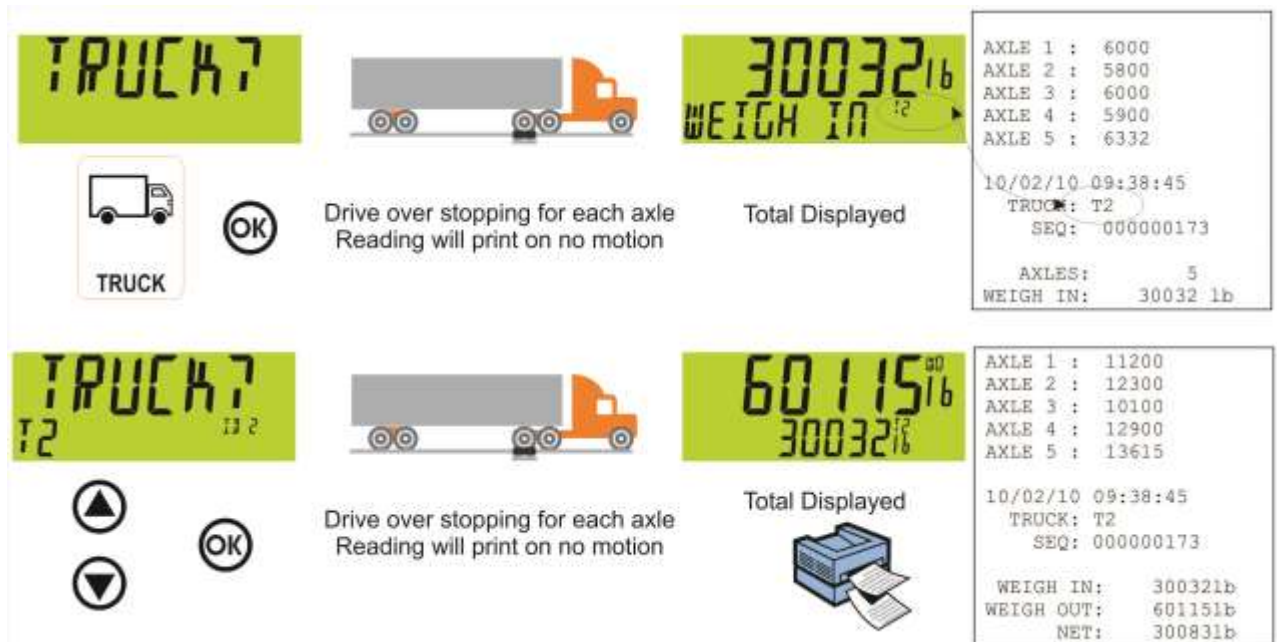 TRUCK?
TRUCK
OK
Drive over stopping for each axle
Reading will print on no motion
30032lb
WEIGH IN T2
Total Displayed
AXLE 1 : 6000
AXLE 2 : 5800
AXLE 3 : 6000
AXLE 4 : 5900
AXLE 5 : 6332
10/02/10 09:38:45
TRUCK: T2
SEQ: 000000173
AXLES: 5
WEIGH IN: 30032 lb
TRUCK?
T2
OK
Drive over stopping for each axle
Reading will print on no motion
60115lb
30032lb T2
Total Displayed
AXLE 1 : 11200
AXLE 2 : 12300
AXLE 3 : 10100
AXLE 4 : 12900
AXLE 5 : 13615
10/02/10 09:38:45
TRUCK: T2
SEQ: 000000173
WEIGH IN: 30032lb
WEIGH OUT: 60115lb
NET: 30083lb